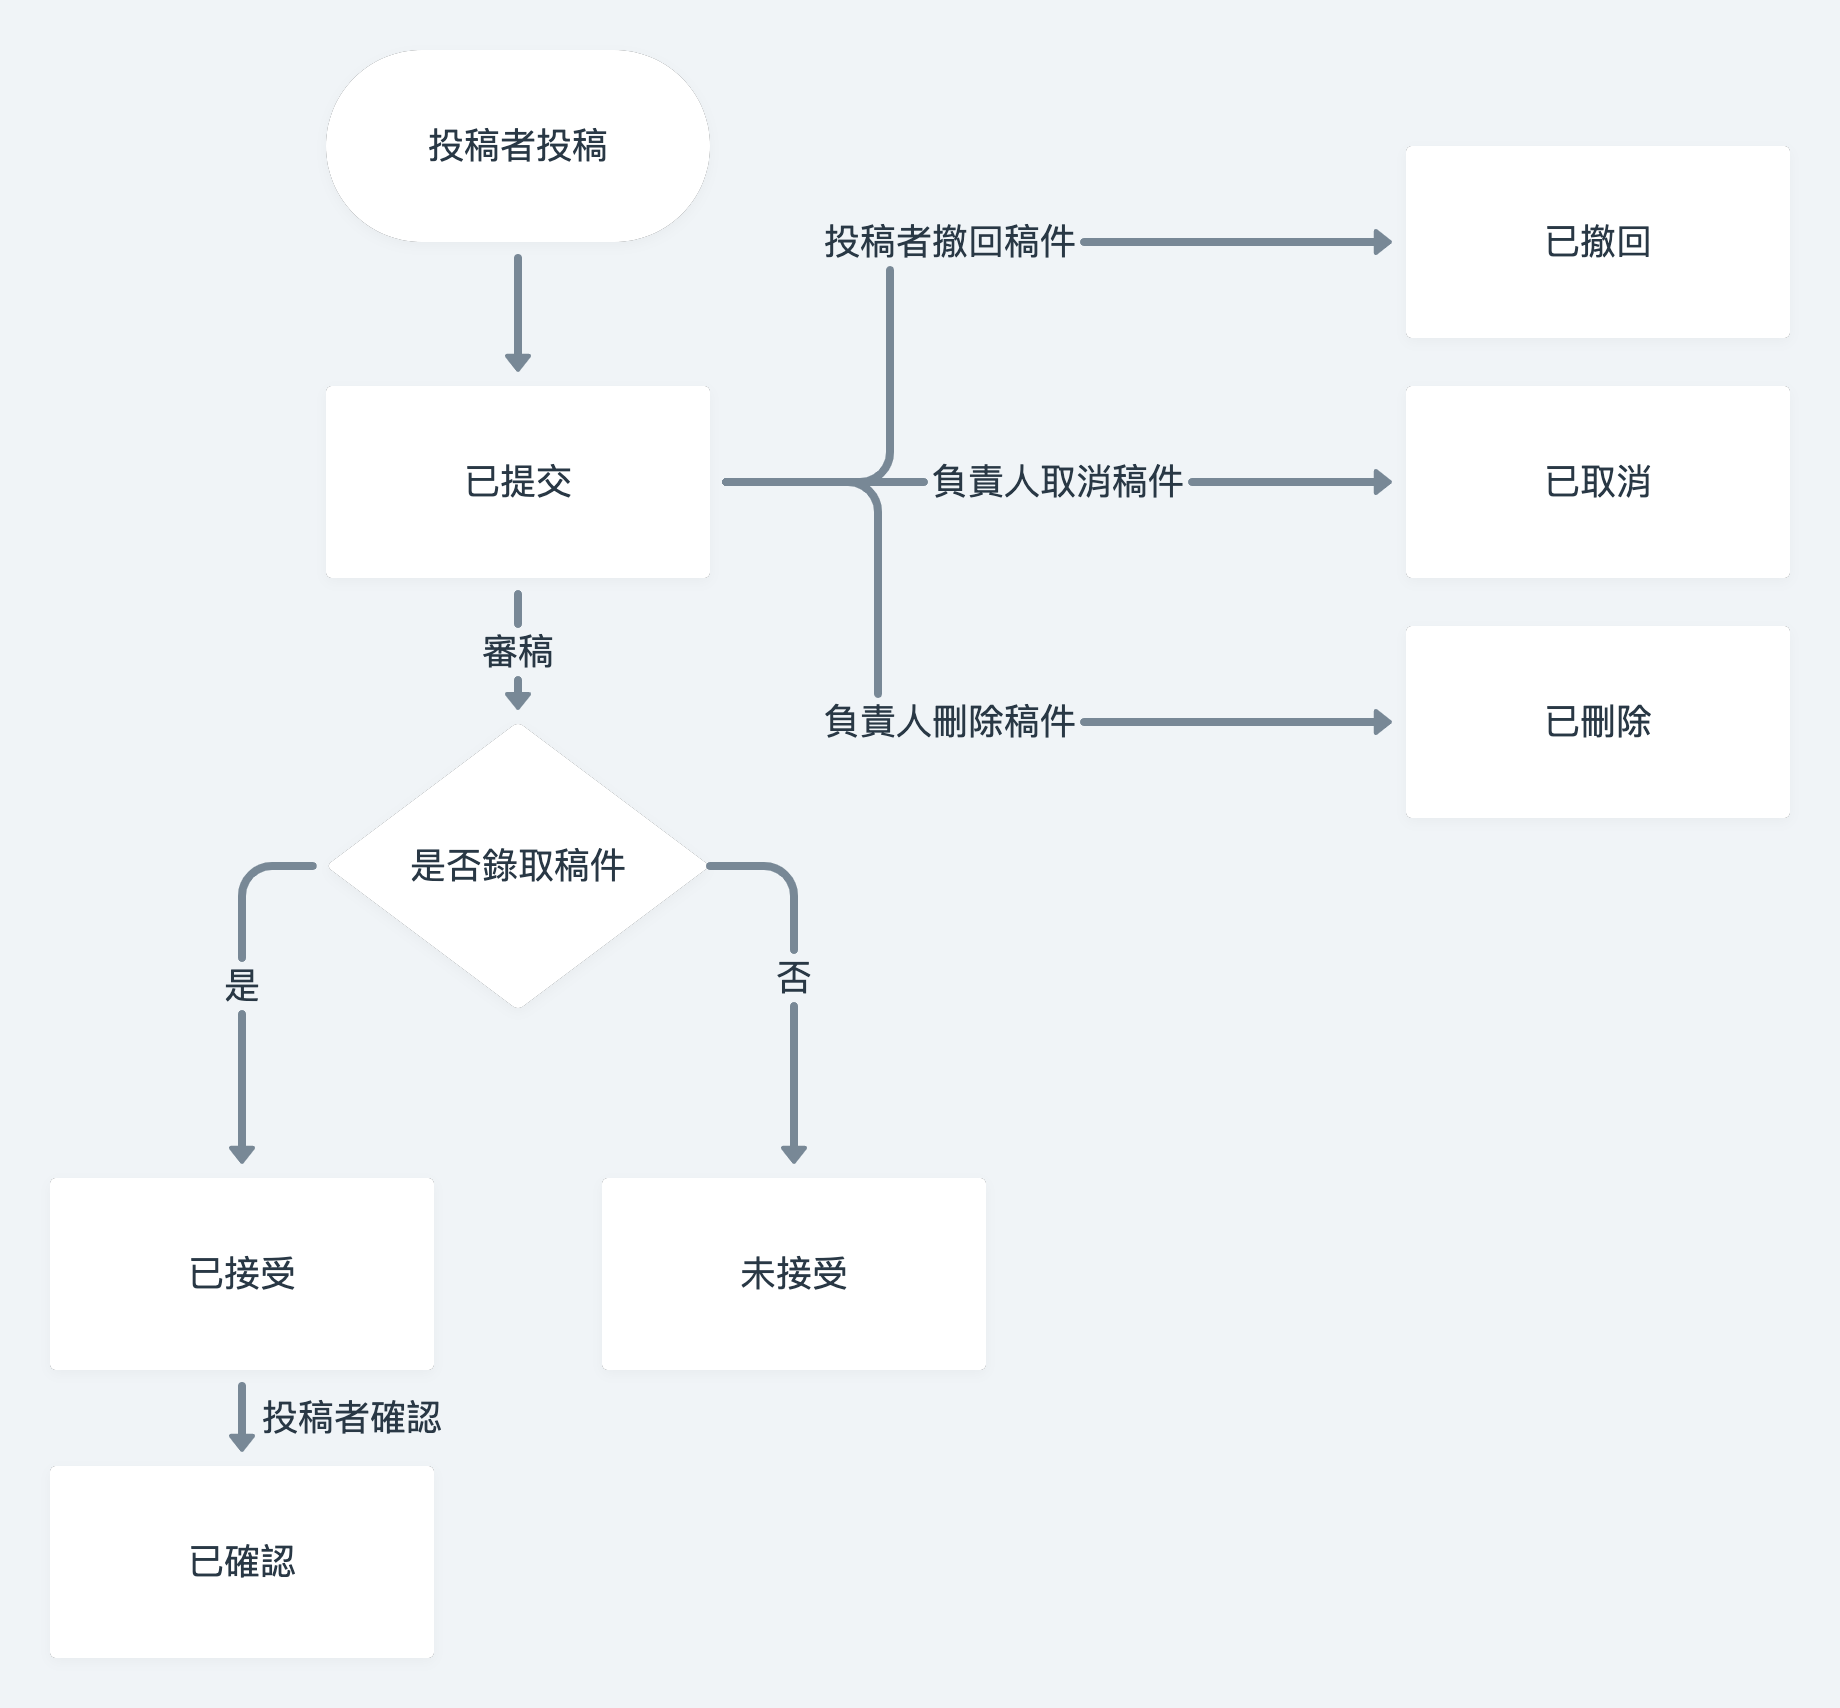 投稿者投稿
投稿者撤回稿件
已撤回
已提交
負責人取消稿件
已取消
審稿
負責人刪除稿件
已刪除
是否錄取稿件
是
否
已接受
未接受
投稿者確認
已確認